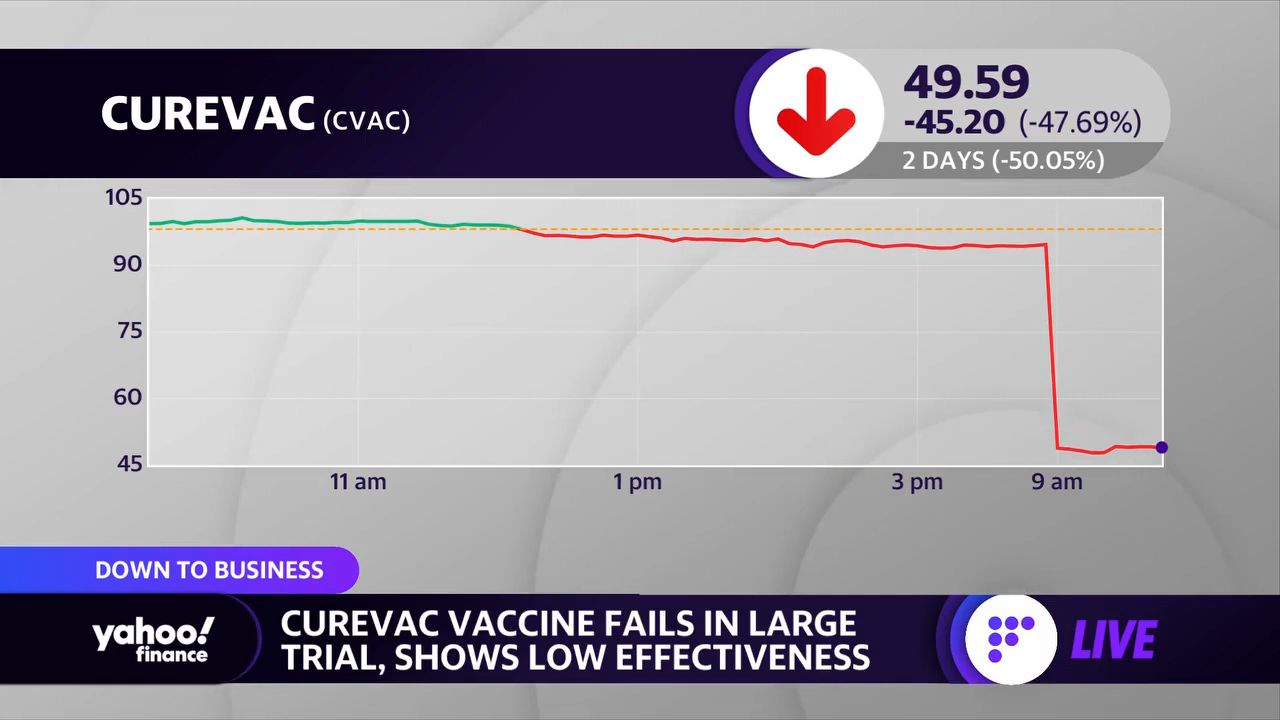 CUREVAC (CVAC)
49.59
-45.20 (-47.69%)
2 DAYS (-50.05%)
105
90
75
60
45
11 am 1 pm 3 pm 9 am
DOWN TO BUSINESS
yahoo!
finance
CUREVAC VACCINE FAILS IN LARGE
TRIAL, SHOWS LOW EFFECTIVENESS
LIVE